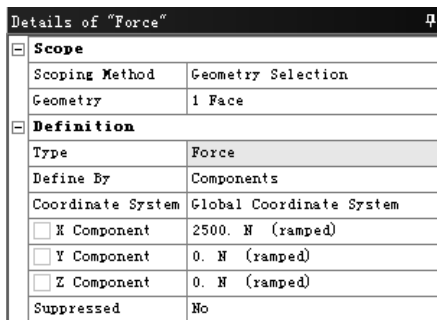 Details of "Force"
Scope
Scoping Method Geometry Selection
Geometry 1 Face
Definition
Type Force
Define By Components
Coordinate System Global Coordinate System
X Component 2500. N (ramped)
Y Component 0. N (ramped)
Z Component 0. N (ramped)
Suppressed No